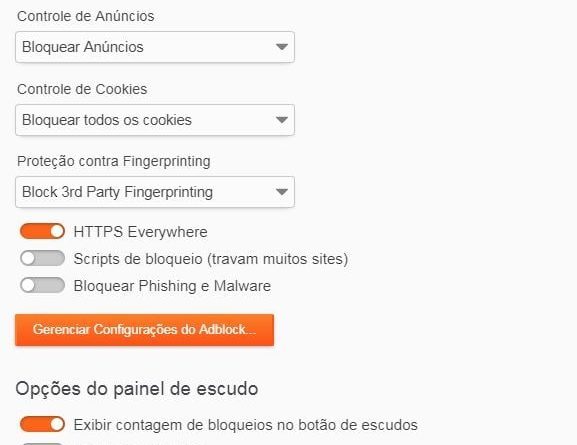 Controle de Anúncios
Bloquear Anúncios
Controle de Cookies
Bloquear todos os cookies
Proteção contra Fingerprinting
Block 3rd Party Fingerprinting
HTTPS Everywhere
Scripts de bloqueio (travam muitos sites)
Bloquear Phishing e Malware
Gerenciar Configurações do Adblock...
Opções do painel de escudo
Exibir contagem de bloqueios no botão de escudos